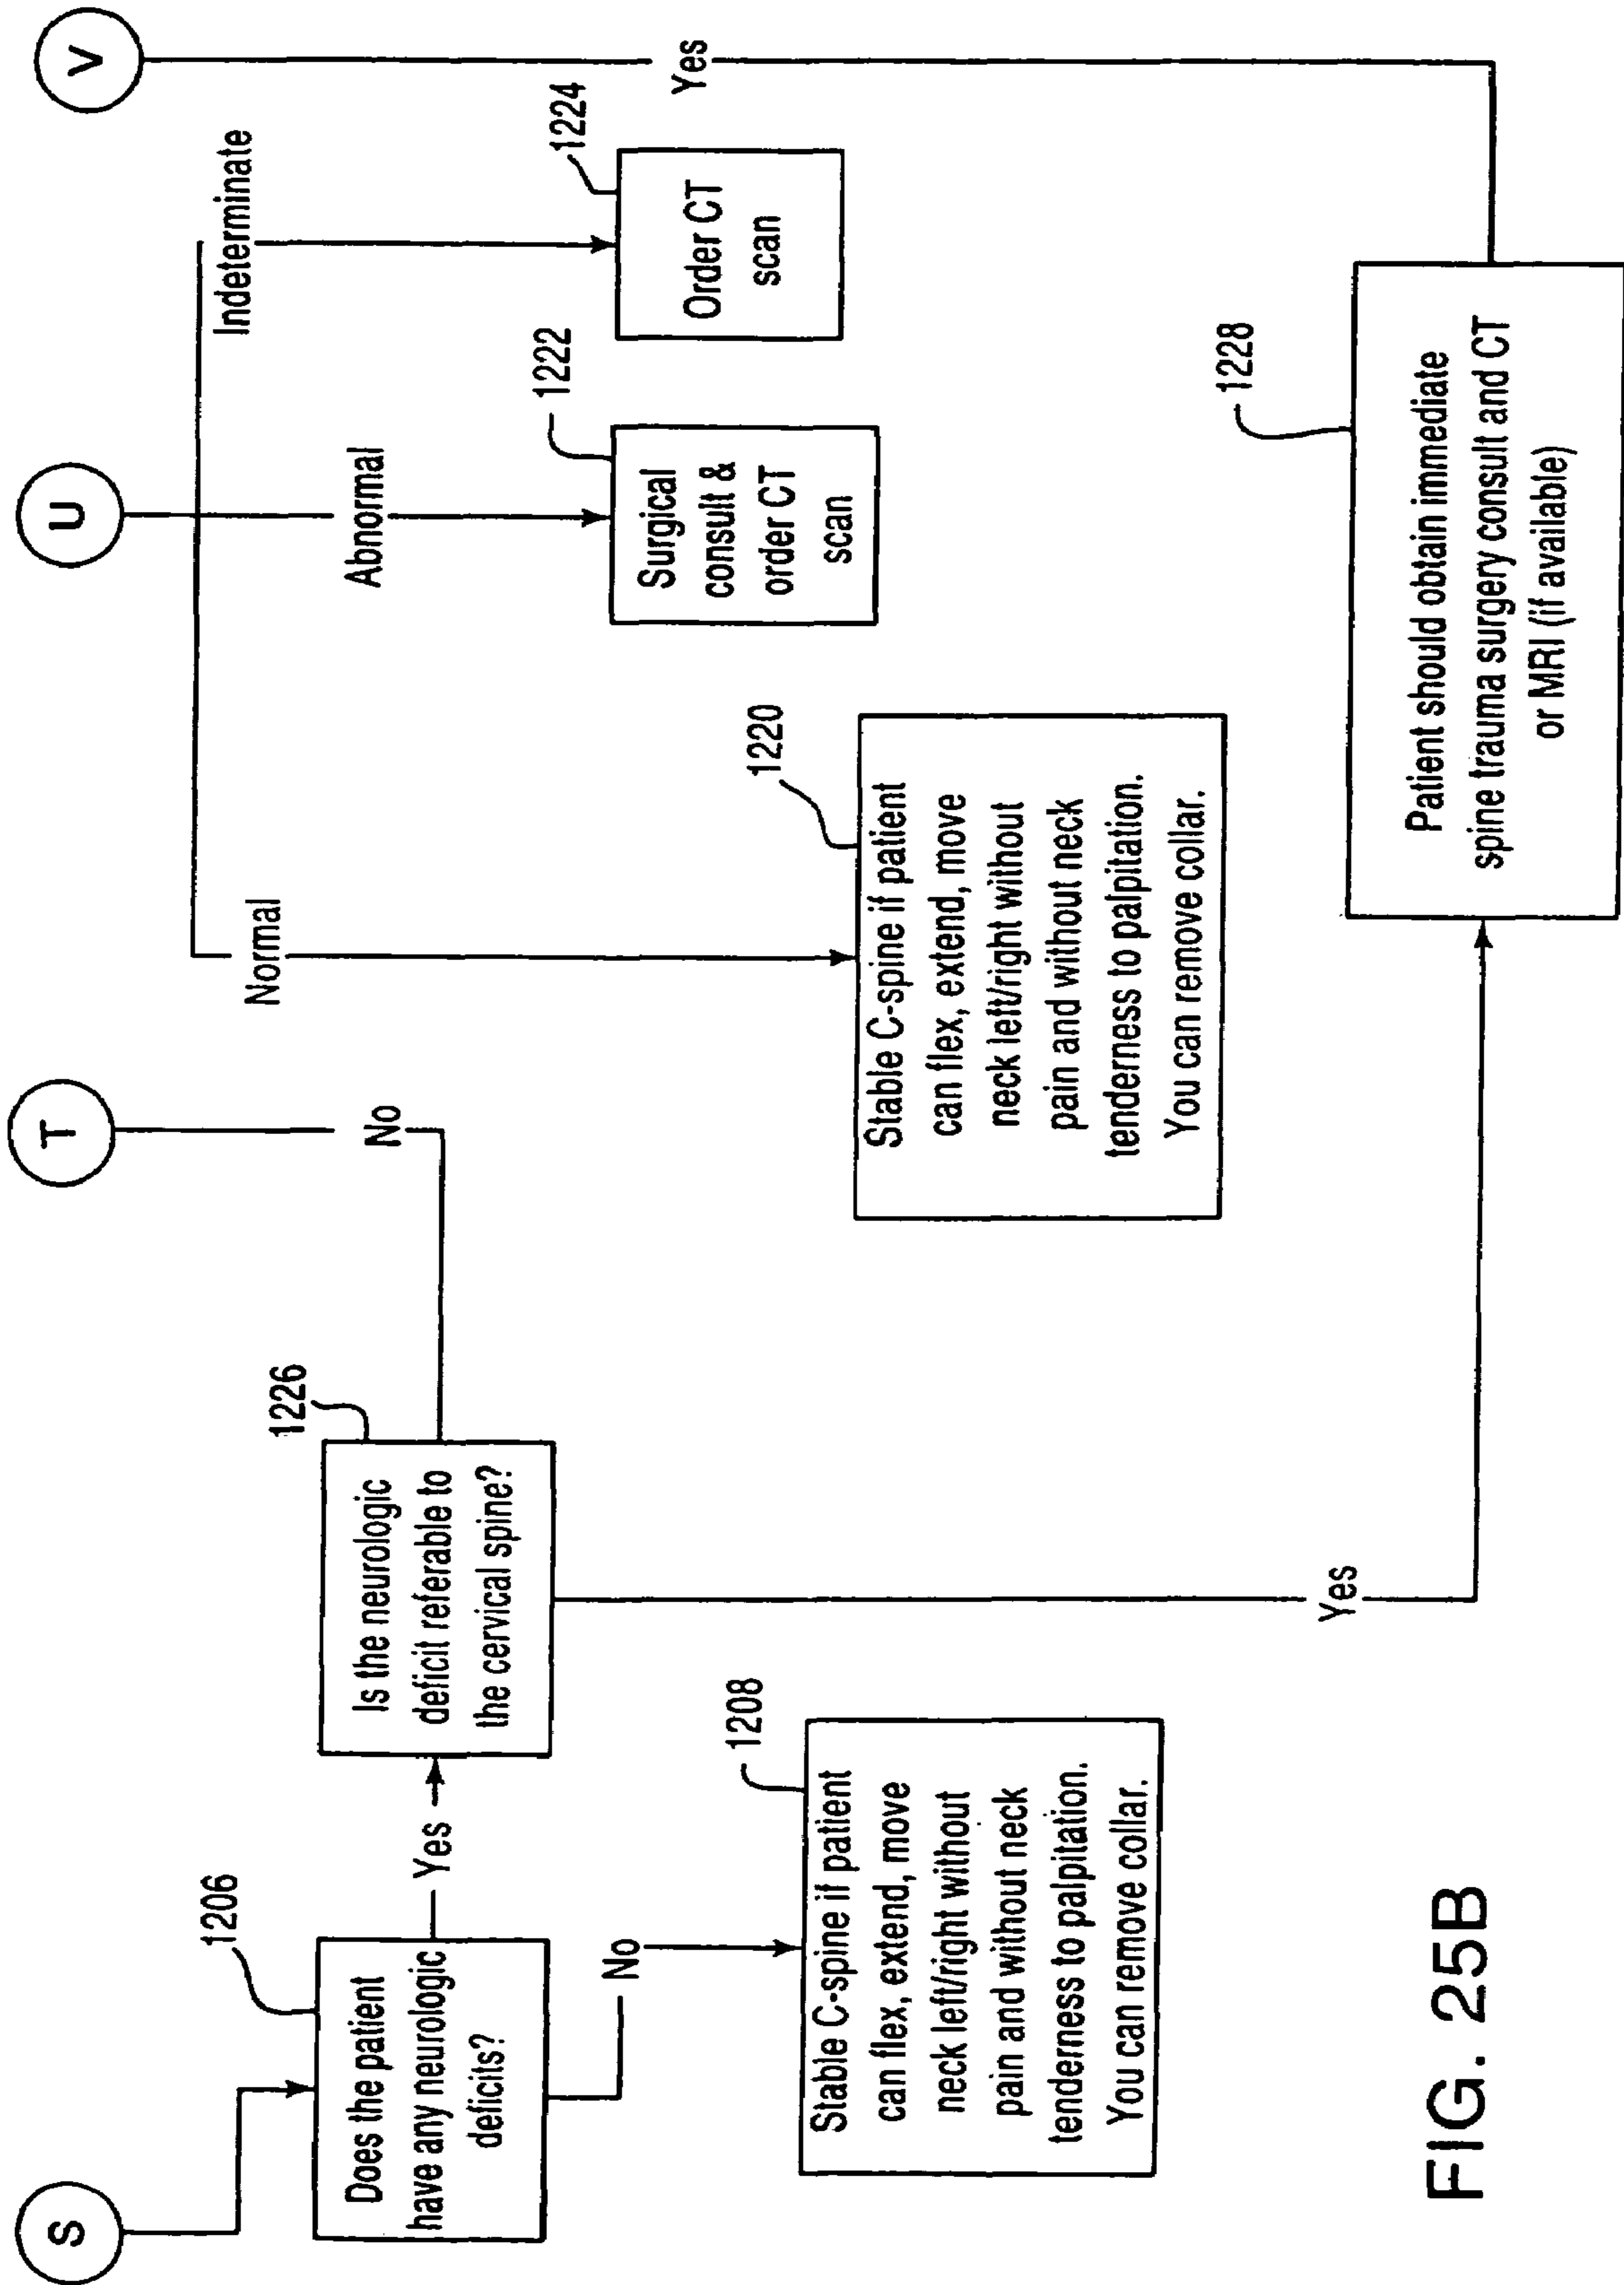 S
T
U
V
1206
Does the patient
have any neurologic
deficits?
Yes
No
1226
Is the neurologic
deficit referable to
the cervical spine?
No
Yes
1208
Stable C-spine if patient
can flex, extend, move
neck left/right without
pain and without neck
tenderness to palpitation.
You can remove collar.
Normal
Abnormal
Indeterminate
1220
Stable C-spine if patient
can flex, extend, move
neck left/right without
pain and without neck
tenderness to palpitation.
You can remove collar.
1222
Surgical
consult &
order CT
scan
1224
Order CT
scan
Yes
1228
Patient should obtain immediate
spine trauma surgery consult and CT
or MRI (if available)
FIG. 25B